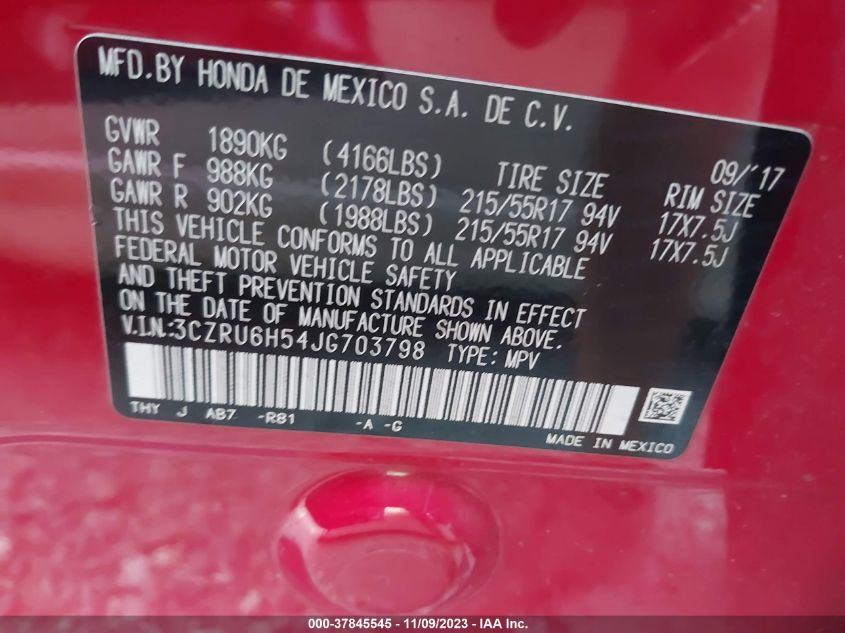 MFD.BY HONDA DE MEXICO S.A. DE C.V.
09/'17
GVWR 1890KG (4166LBS) TIRE SIZE RIM SIZE
GAWR F 988KG (2178LBS) 215/55R17 94V 17X7.5J
GAWR R 902KG (1988LBS) 215/55R17 94V 17X7.5J
THIS VEHICLE CONFORMS TO ALL APPLICABLE
FEDERAL MOTOR VEHICLE SAFETY
AND THEFT PREVENTION STANDARDS IN EFFECT
ON THE DATE OF MANUFACTURE SHOWN ABOVE.
V.I.N.:3CZRU6H54JG703798 TYPE: MPV
THY J AB7 -R81 -A -G
MADE IN MEXICO
000-37845545 - 11/09/2023 - IAA Inc.